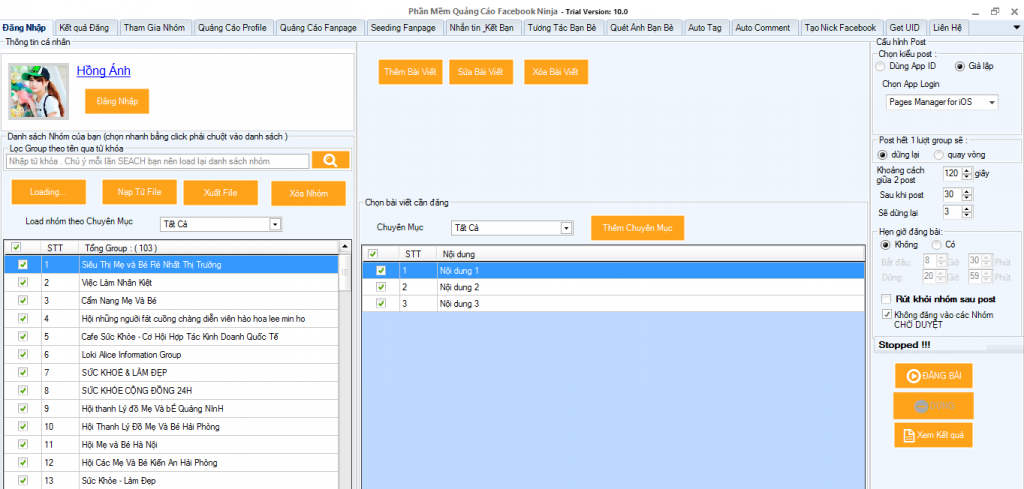 Phần Mềm Quảng Cáo Facebook Ninja - Trial Version: 10.0
Đăng Nhập Kết quả Đăng Tham Gia Nhóm Quảng Cáo Profile Quảng Cáo Fanpage Seeding Fanpage Nhắn tin _Kết Bạn Tương Tác Bạn Bè Quét Ảnh Bạn Bè Auto Tag Auto Comment Tạo Nick Facebook Get UID Liên Hệ
Thông tin cá nhân
Hồng Ánh
Đăng Nhập
Danh sách Nhóm của bạn (chọn nhanh bằng click phải chuột vào danh sách )
Lọc Group theo tên qua từ khóa
Nhập từ khóa . Chú ý mỗi lần SEACH bạn nên load lại danh sách nhóm
Loading... Nạp Từ File Xuất File Xóa Nhóm
Load nhóm theo Chuyên Mục Tất Cả
STT Tổng Group : ( 103 )
1 Siêu Thị Mẹ và Bé Rẻ Nhất Thị Trường
2 Việc Làm Nhân Kiệt
3 Cẩm Nang Mẹ Và Bé
4 Hội những người fát cuồng chàng diễn viên hào hoa lee min ho
5 Cafe Sức Khỏe - Cơ Hội Hợp Tác Kinh Doanh Quốc Tế
6 Loki Alice Information Group
7 SỨC KHOẺ & LÀM ĐẸP
8 SỨC KHỎE CỘNG ĐỒNG 24H
9 Hội thanh Lý đồ Mẹ Và bÉ Quảng NInH
10 Hội Thanh Lý Đồ Mẹ Và Bé Hải Phòng
11 Hội Mẹ và Bé Hà Nội
12 Hội Các Mẹ Và Bé Kiến An Hải Phòng
13 Sức Khỏe - Làm Đẹp
Thêm Bài Viết Sửa Bài Viết Xóa Bài Viết
Chọn bài viết cần đăng
Chuyên Mục Tất Cả Thêm Chuyên Mục
STT Nội dung
1 Nội dung 1
2 Nội dung 2
3 Nội dung 3
Cấu hình Post
Chọn kiểu post :
Dùng App ID Giả lập
Chọn App Login
Pages Manager for iOS
Post hết 1 lượt group sẽ :
dừng lại quay vòng
Khoảng cách
giữa 2 post 120 giây
Sau khi post 30
Sẽ dừng lại 3
Hẹn giờ đăng bài:
Không Có
Bắt đầu: 8 Giờ 30 Phút
Dừng: 20 Giờ 59 Phút
Rút khỏi nhóm sau post
Không đăng vào các Nhóm
CHỜ DUYỆT
Stopped !!!
ĐĂNG BÀI
Xem Kết quả